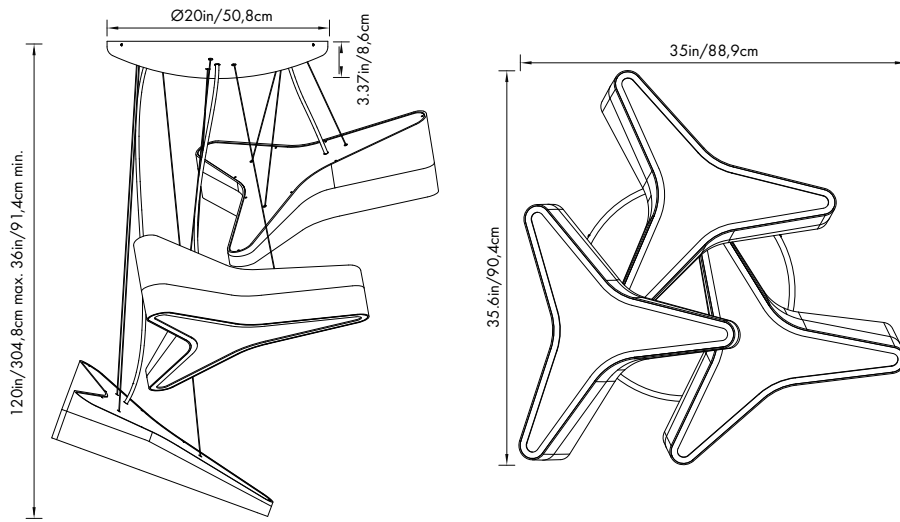 Ø20in/50,8cm
3.37in/8,6cm
120in/304,8cm max. 36in/91,4cm min.
35in/88,9cm
35.6in/90,4cm